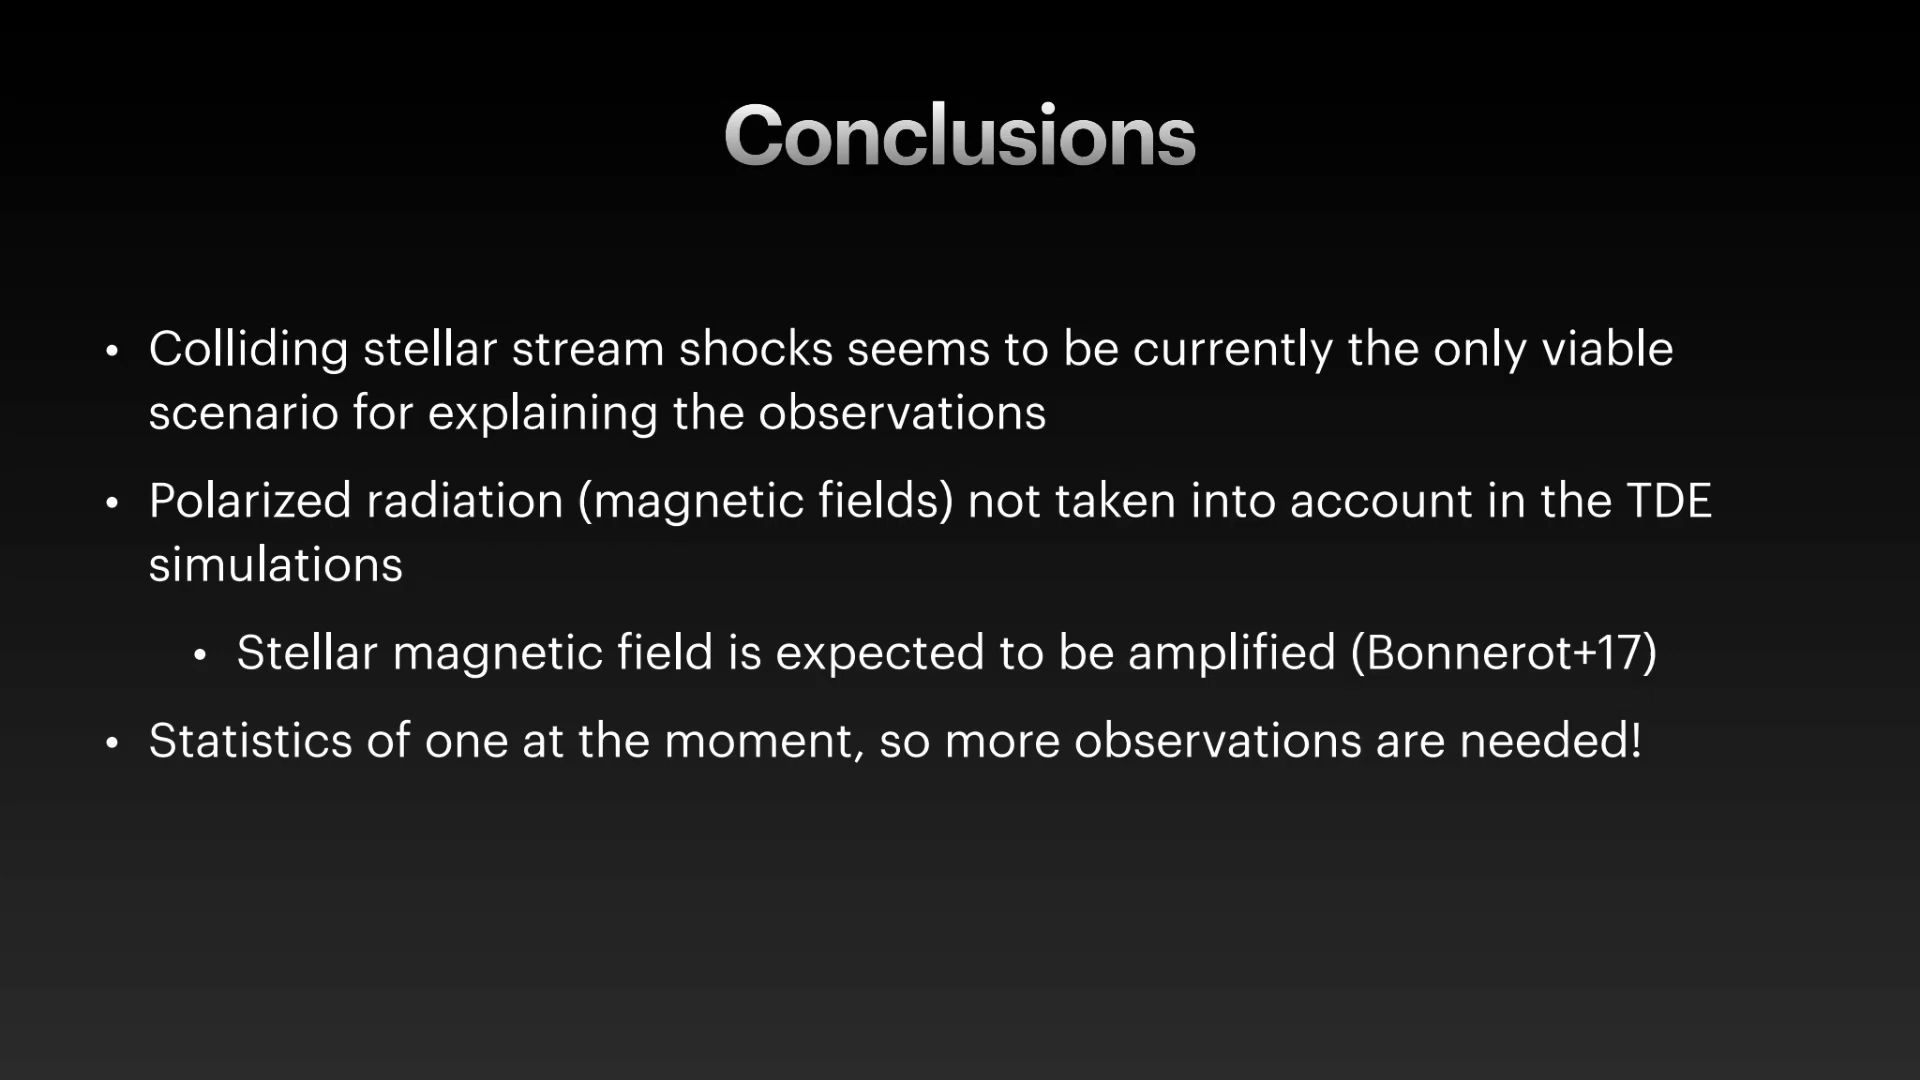 Conclusions
• Colliding stellar stream shocks seems to be currently the only viable
scenario for explaining the observations
• Polarized radiation (magnetic fields) not taken into account in the TDE
simulations
• Stellar magnetic field is expected to be amplified (Bonnerot+17)
• Statistics of one at the moment, so more observations are needed!